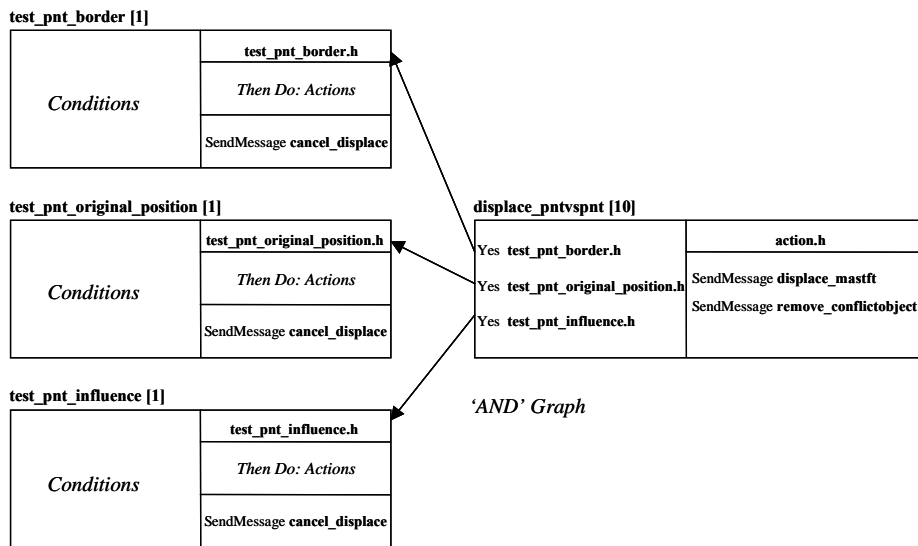 test_pnt_border [1]
Conditions
test_pnt_border.h
Then Do: Actions
SendMessage cancel_displace
test_pnt_original_position [1]
Conditions
test_pnt_original_position.h
Then Do: Actions
SendMessage cancel_displace
test_pnt_influence [1]
Conditions
test_pnt_influence.h
Then Do: Actions
SendMessage cancel_displace
displace_pntvspnt [10]
Yes test_pnt_border.h
Yes test_pnt_original_position.h
Yes test_pnt_influence.h
action.h
SendMessage displace_mastft
SendMessage remove_conflictobject
‘AND’ Graph